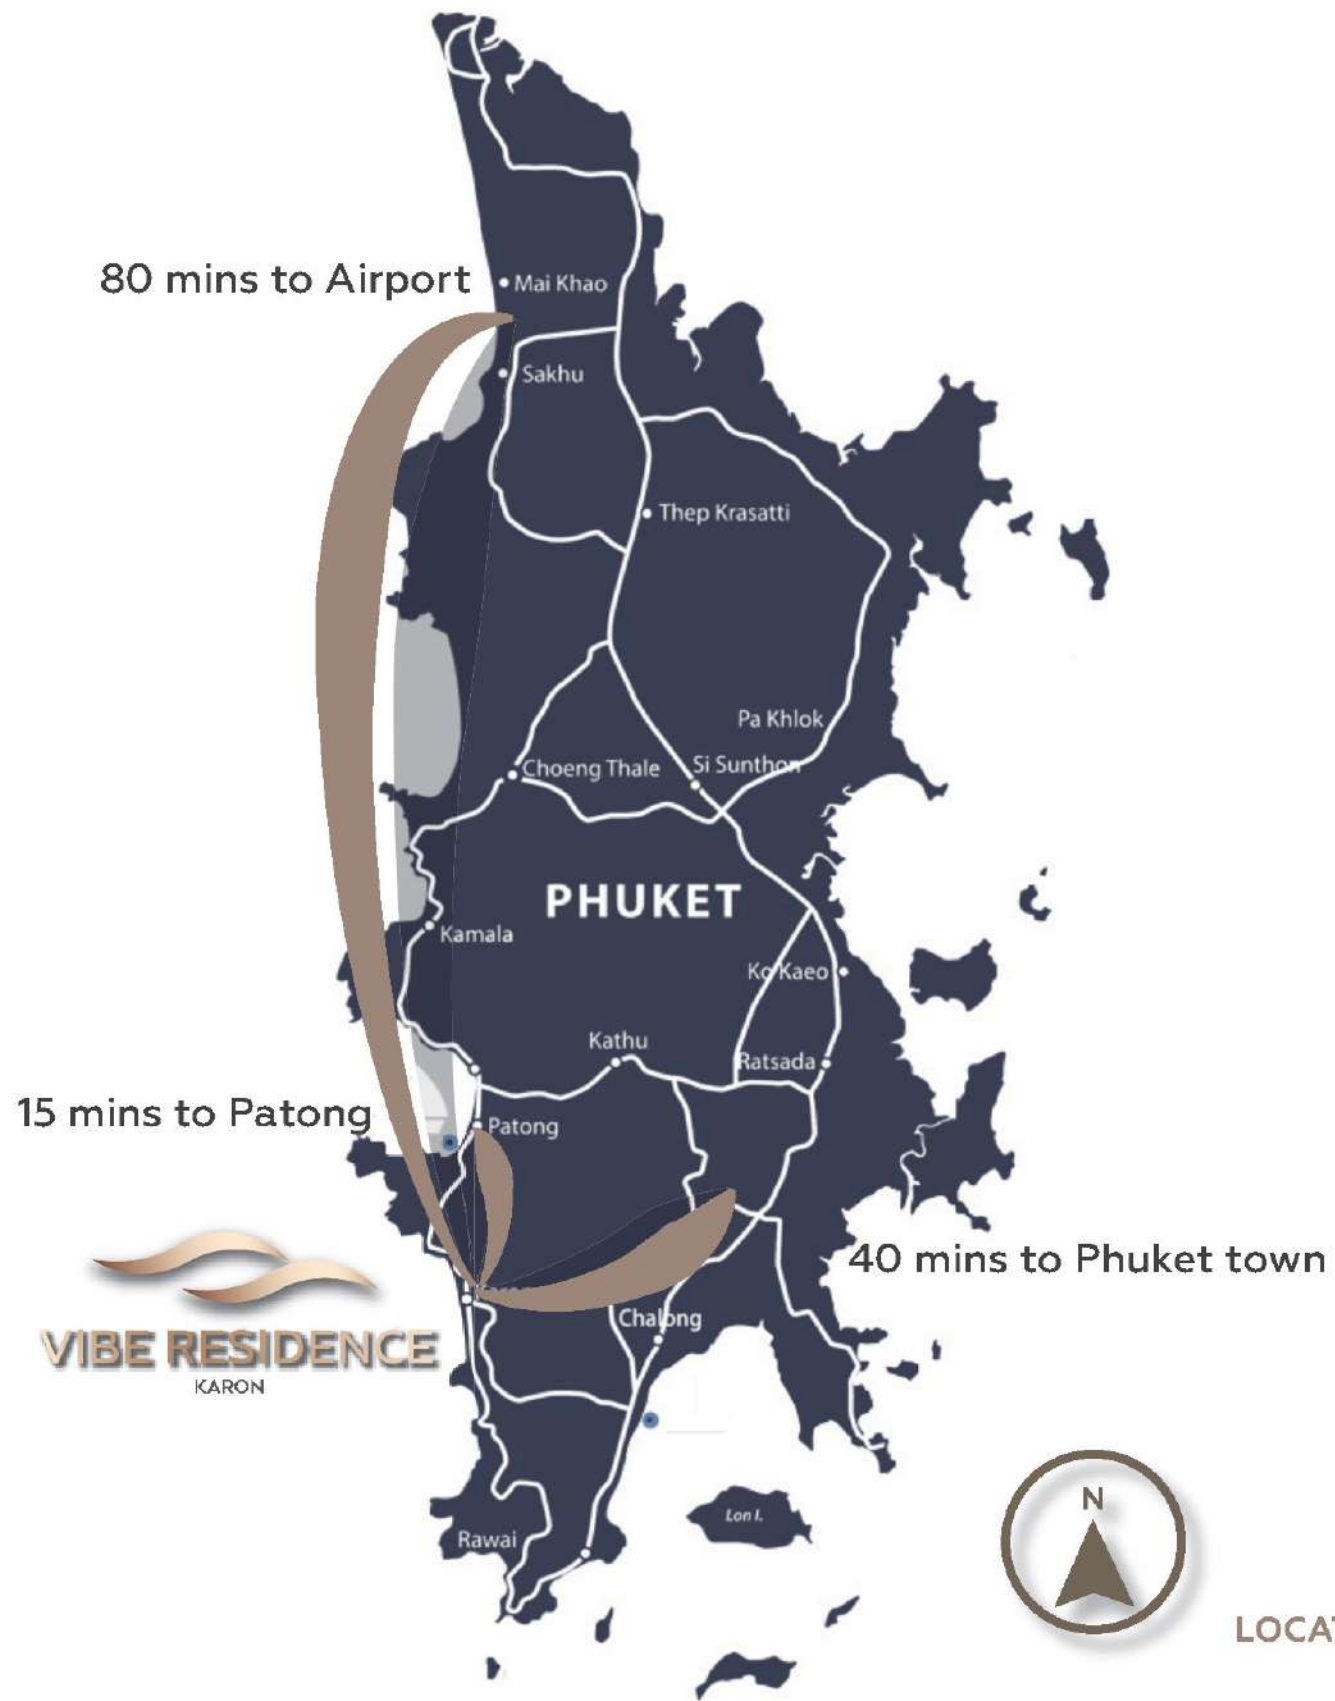 80 mins to Airport
Mai Khao
Sakhu
Thep Krasatti
Pa Khlok
Choeng Thale
Si Sunthon
PHUKET
Kamala
Ko Kaeo
Kathu
Ratsada
15 mins to Patong
Patong
40 mins to Phuket town
VIBE RESIDENCE
KARON
Chalong
N
Lon I.
Rawai